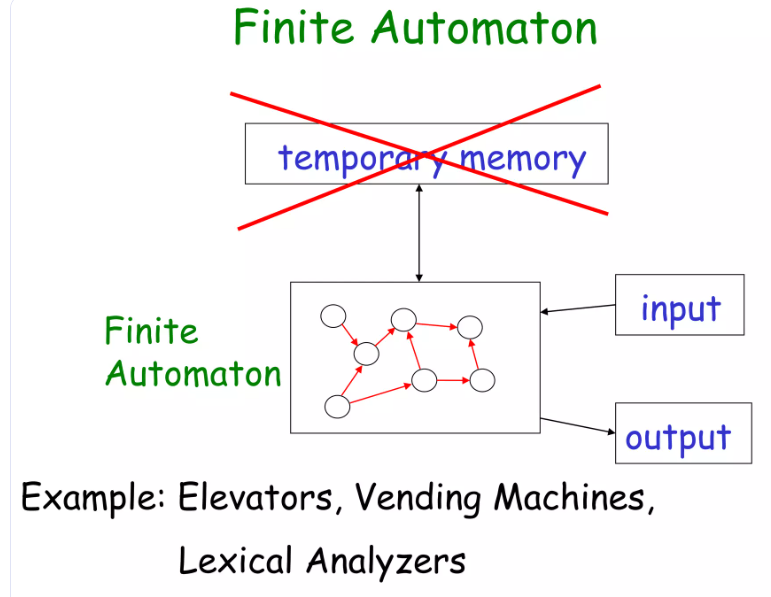 Finite Automaton
temporary memory
input
Finite
Automaton
output
Example: Elevators, Vending Machines,
Lexical Analyzers